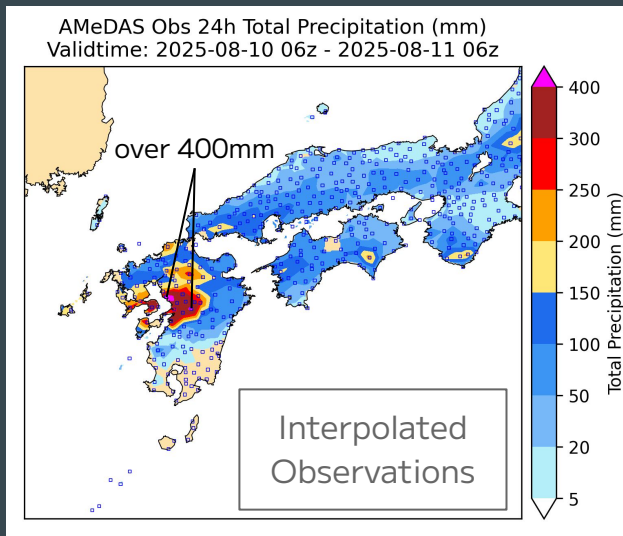 AMeDAS Obs 24h Total Precipitation (mm)
Validtime: 2025-08-10 06z - 2025-08-11 06z
over 400mm
Interpolated
Observations
400
300
250
200
150
100
50
20
5
Total Precipitation (mm)